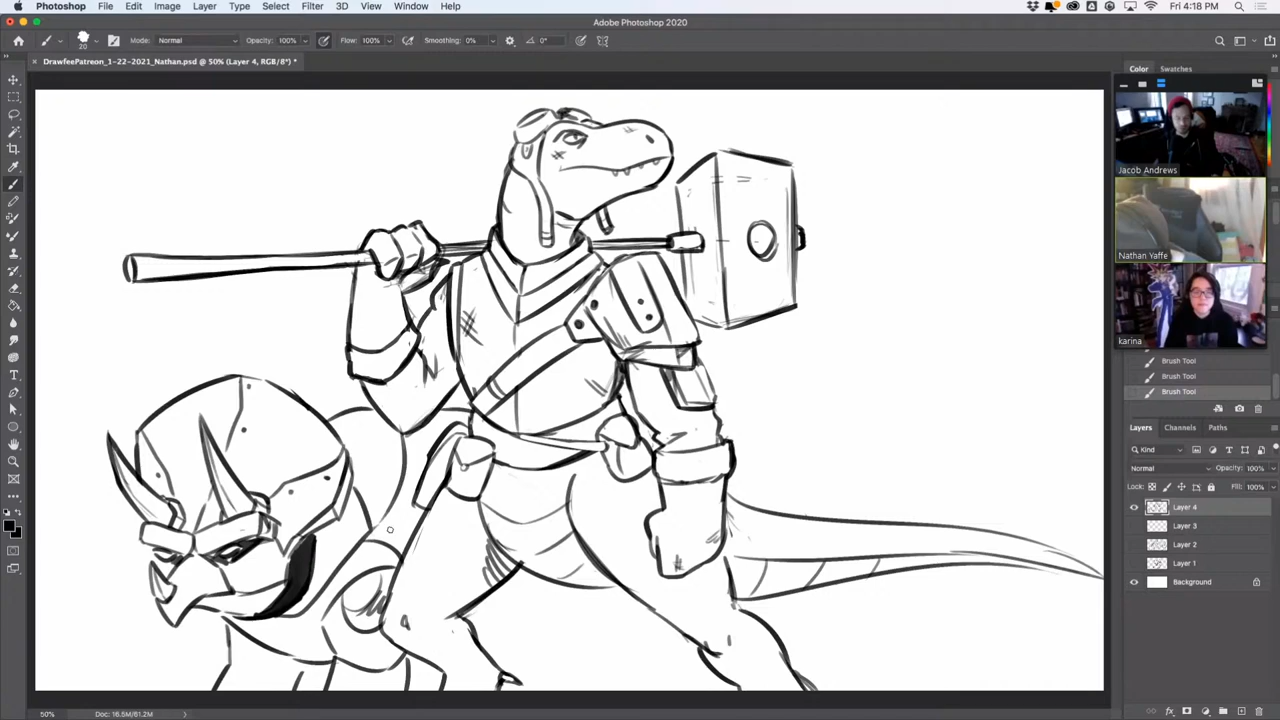 Photoshop File Edit Image Layer Type Select Filter 3D View Window Help Fri 4:18 PM
Adobe Photoshop 2020
20 Mode: Normal Opacity: 100% Flow: 100% Smoothing: 0% 0°
DrawfeePatreon_1-22-2021_Nathan.psd @ 50% (Layer 4, RGB/8*) *
Color Swatches
Jacob Andrews
Nathan Yaffe
karina
Brush Tool
Brush Tool
Brush Tool
Layers Channels Paths
Kind
Normal Opacity: 100%
Lock: Fill: 100%
Layer 4
Layer 3
Layer 2
Layer 1
Background
50% Doc: 16.5M/61.2M